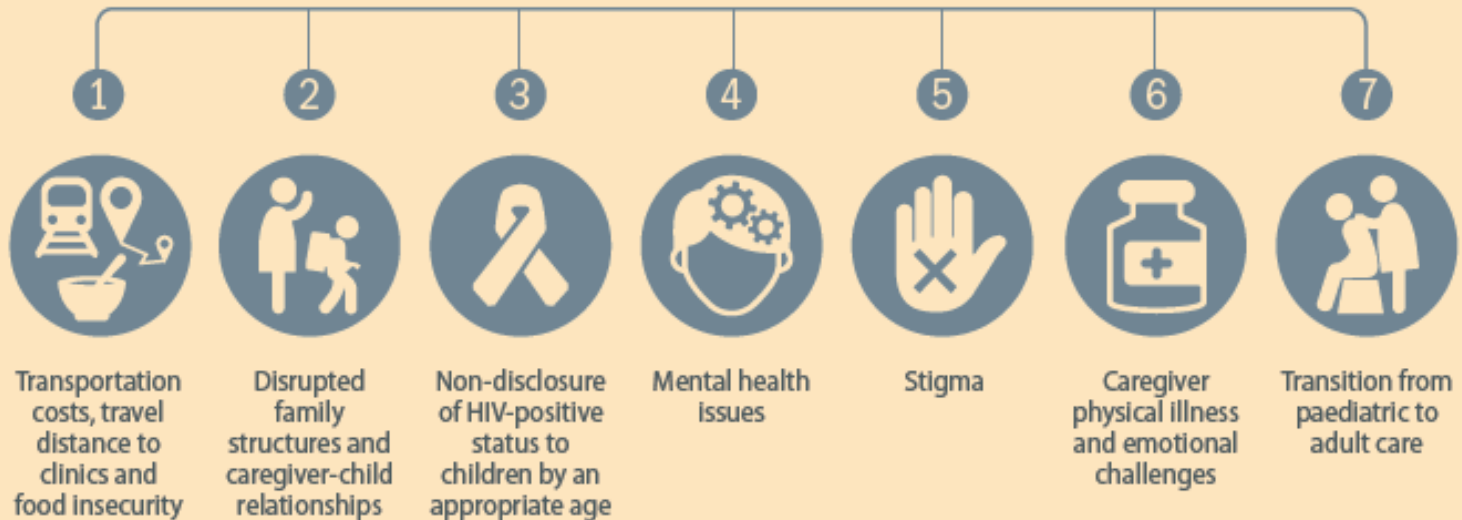 1
2
3
4
5
6
7
Transportation
costs, travel
distance to
clinics and
food insecurity
Disrupted
family
structures and
caregiver-child
relationships
Non-disclosure
of HIV-positive
status to
children by an
appropriate age
Mental health
issues
Stigma
Caregiver
physical illness
and emotional
challenges
Transition from
paediatric to
adult care